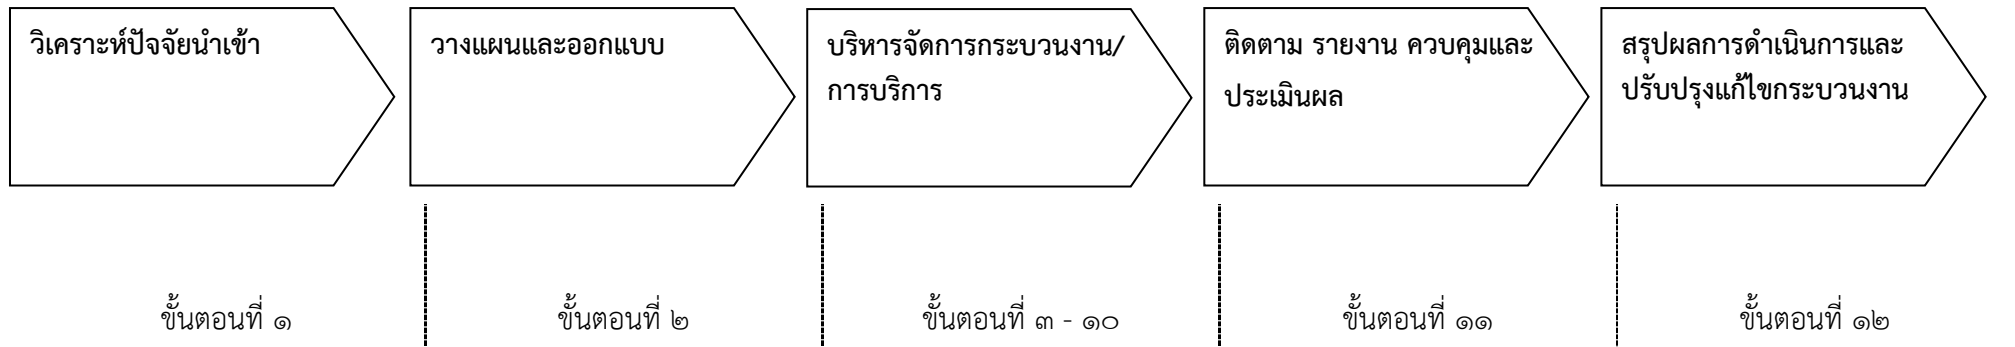 วิเคราะห์ปัจจัยนำเข้า
วางแผนและออกแบบ
บริหารจัดการกระบวนงาน/
การบริการ
ติดตาม รายงาน ควบคุมและ
ประเมินผล
สรุปผลการดำเนินการและ
ปรับปรุงแก้ไขกระบวนงาน
ขั้นตอนที่ ๑
ขั้นตอนที่ ๒
ขั้นตอนที่ ๓ - ๑๐
ขั้นตอนที่ ๑๑
ขั้นตอนที่ ๑๒